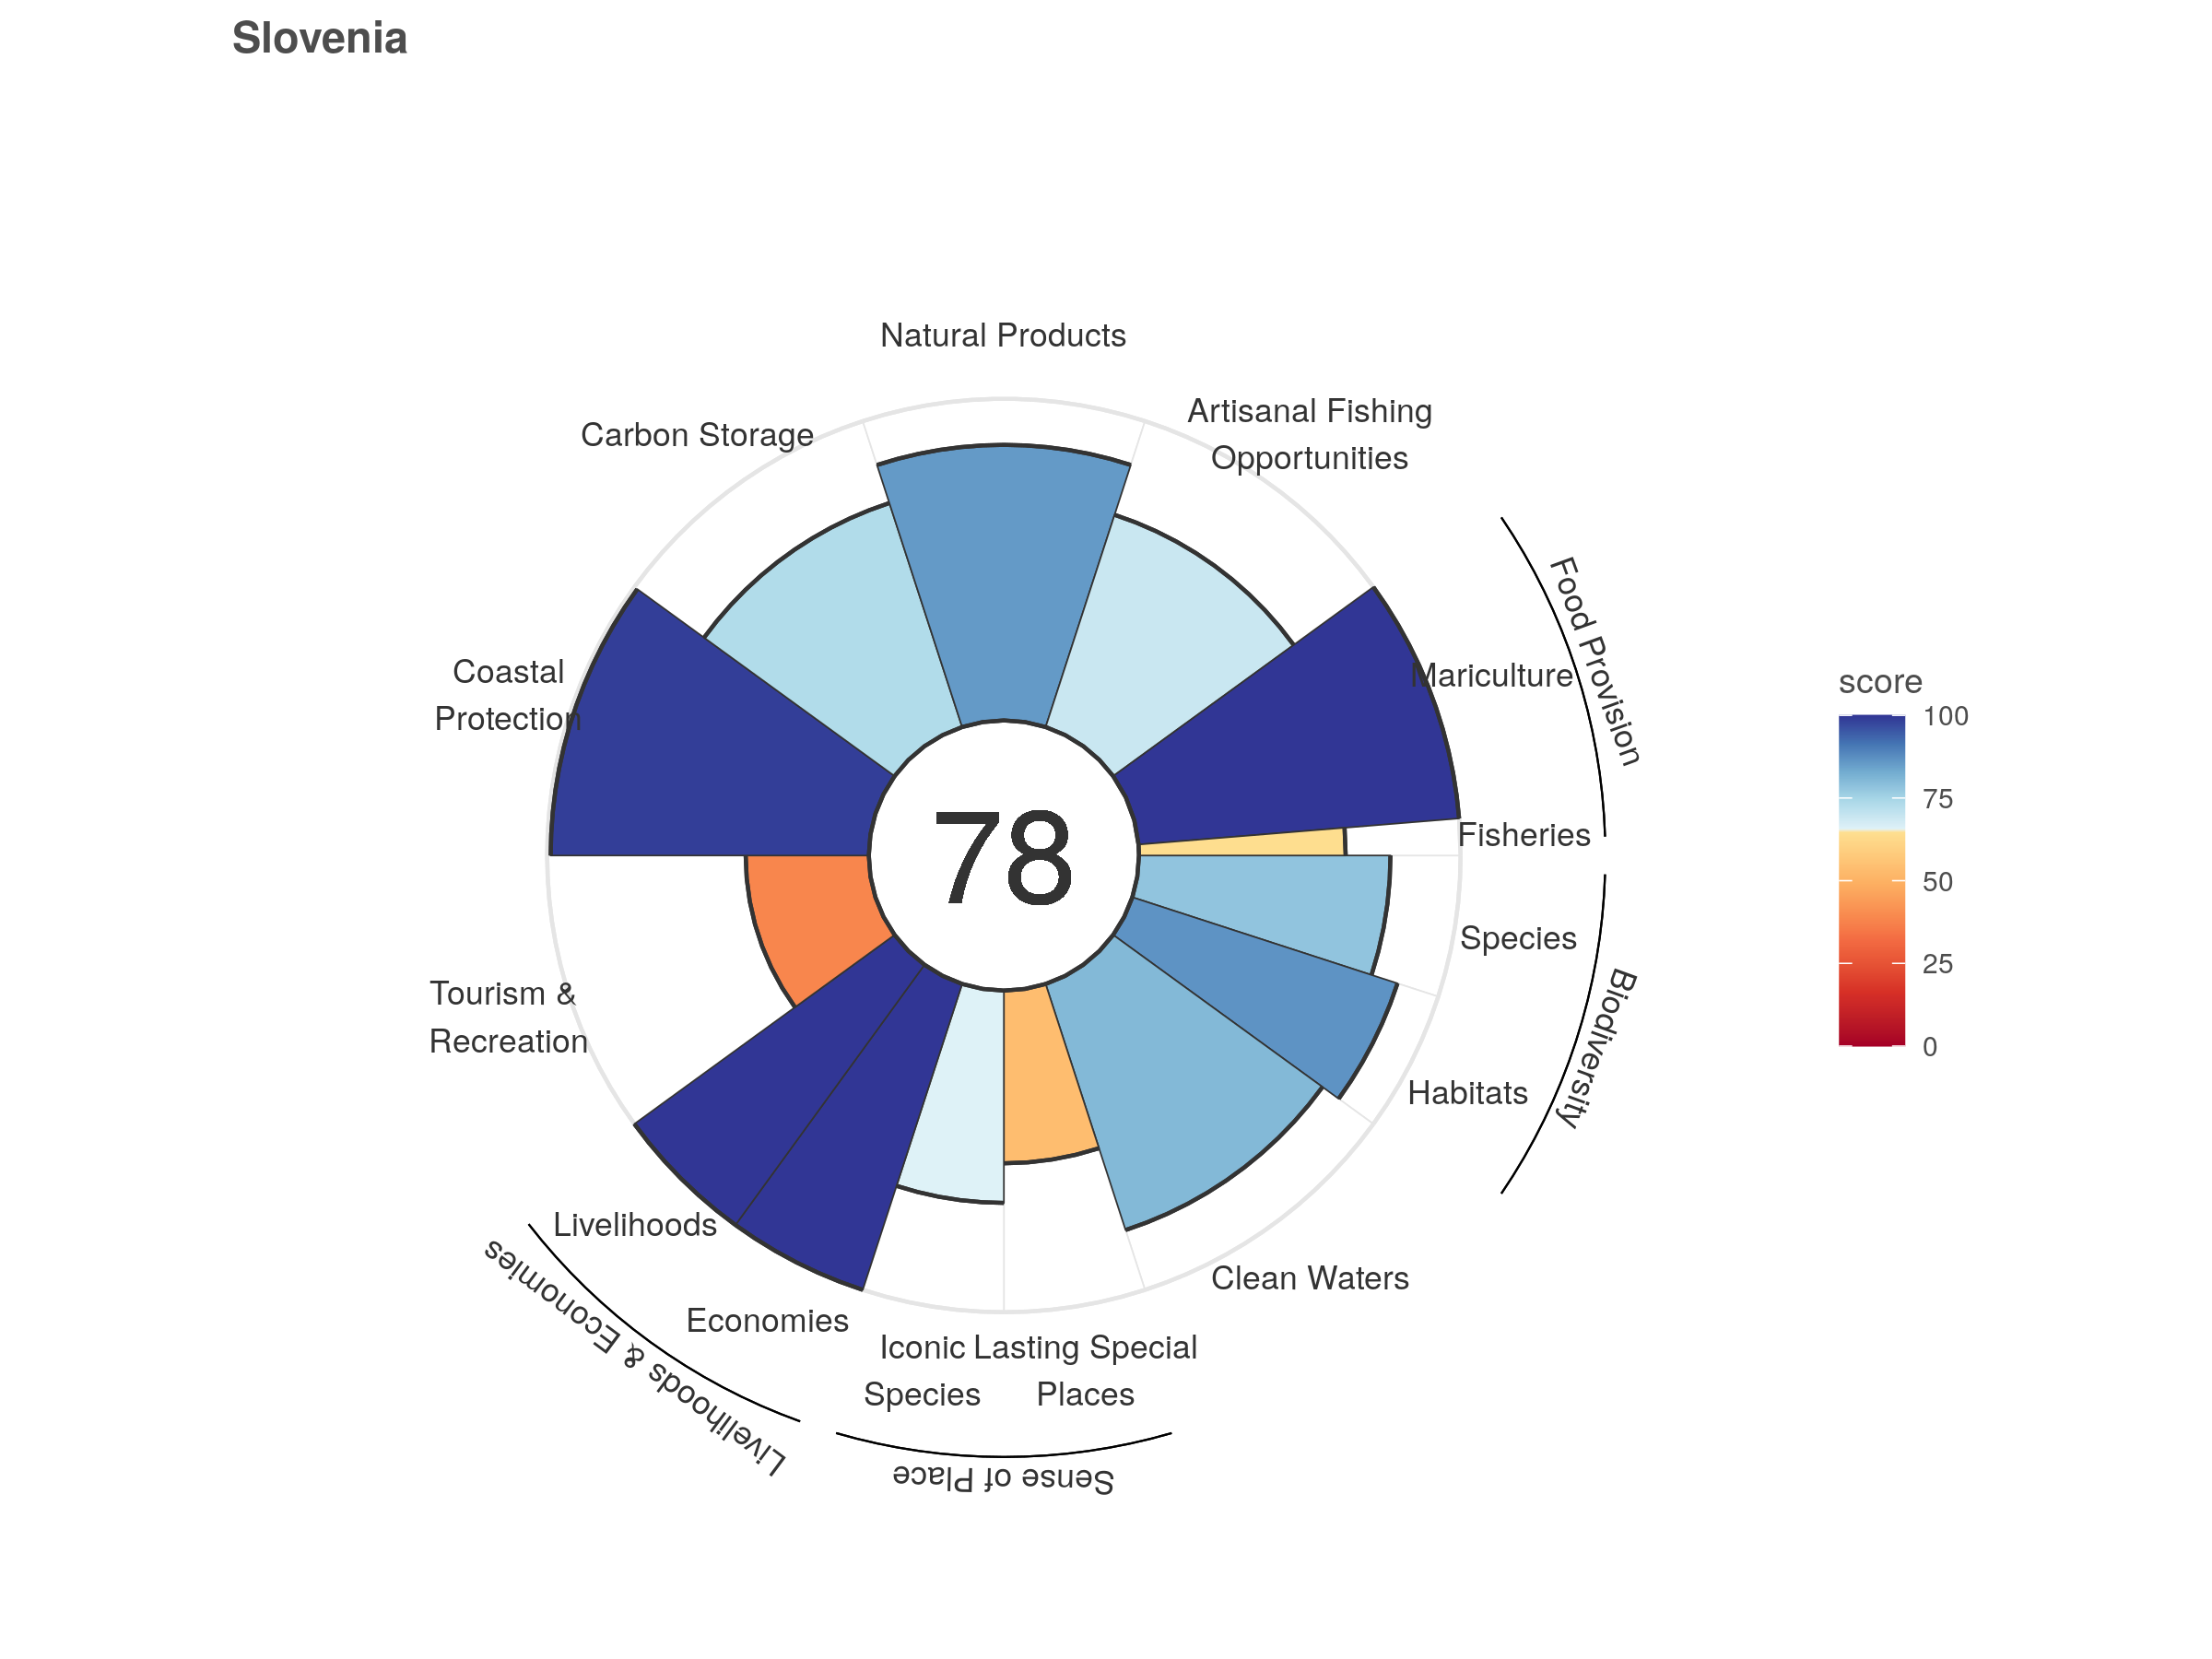 Slovenia
Natural Products
Artisanal Fishing
Opportunities
Carbon Storage
Food Provision
Mariculture
Coastal
Protection
score
100
75
50
25
0
78
Fisheries
Species
Biodiversity
Habitats
Tourism &
Recreation
Livelihoods
Livelihoods & Economies
Economies
Clean Waters
Iconic
Species
Lasting Special
Places
Sense of Place